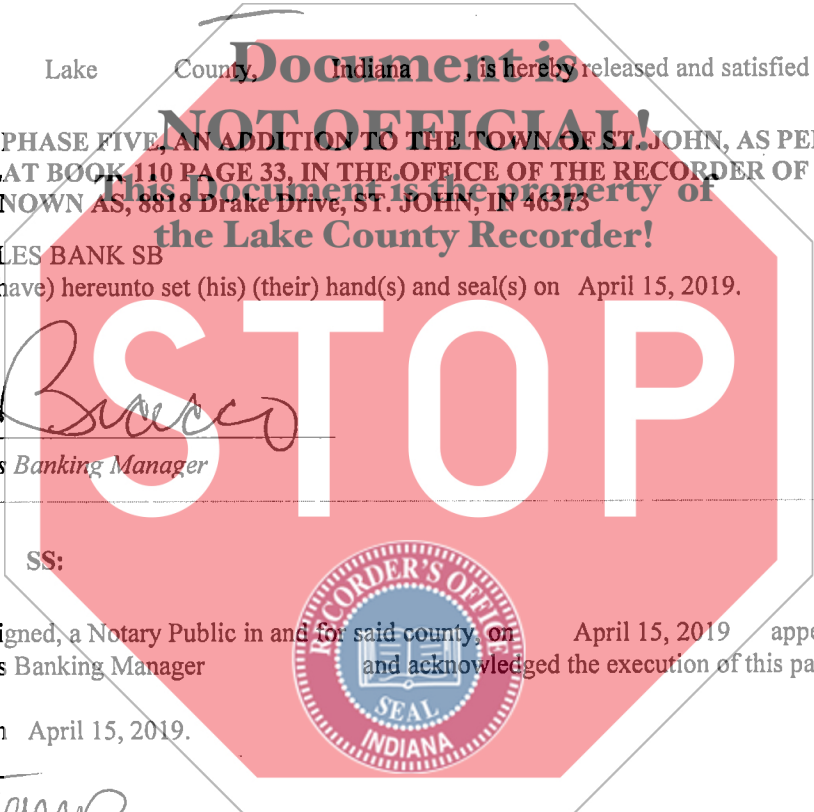 Document is
Lake County, Indiana , is hereby released and satisfied
NOT OFFICIAL!
PHASE FIVE, AN ADDITION TO THE TOWN OF ST. JOHN, AS PE
AT BOOK 110 PAGE 33, IN THE OFFICE OF THE RECORDER OF
This Document is the property of
NOWN AS, 8818 Drake Drive, ST. JOHN, IN 46373
the Lake County Recorder!
LES BANK SB
have) hereunto set (his) (their) hand(s) and seal(s) on April 15, 2019.
STOP
s Banking Manager
SS:
RECORDER'S OFFICE
igned, a Notary Public in and for said county, on April 15, 2019 appe
s Banking Manager and acknowledged the execution of this pa
SEAL
INDIANA
n April 15, 2019.